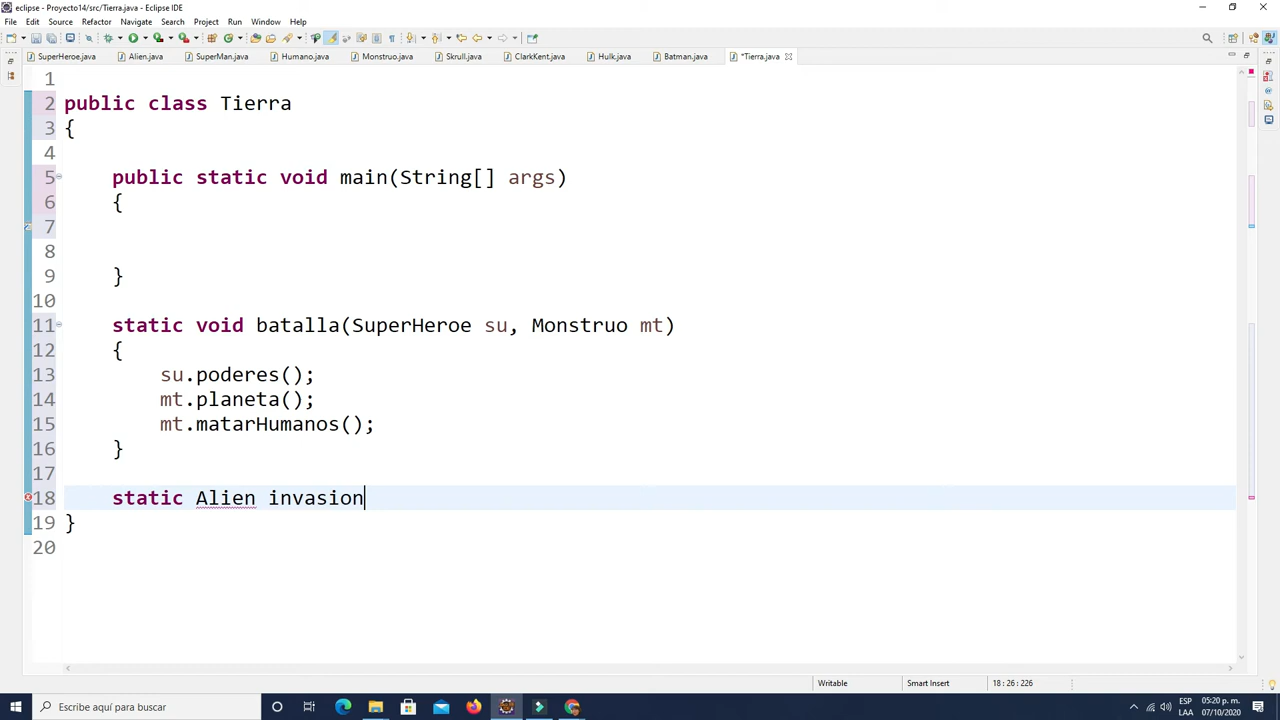 eclipse - Proyecto14/src/Tierra.java - Eclipse IDE
File Edit Source Refactor Navigate Search Project Run Window Help
SuperHeroe.java Alien.java SuperMan.java Humano.java Monstruo.java Skrull.java ClarkKent.java Hulk.java Batman.java *Tierra.java
1
2 public class Tierra
3 {
4
5 public static void main(String[] args)
6 {
7
8
9 }
10
11 static void batalla(SuperHeroe su, Monstruo mt)
12 {
13 su.poderes();
14 mt.planeta();
15 mt.matarHumanos();
16 }
17
18 static Alien invasion
19 }
20
Writable Smart Insert 18 : 26 : 226
Escribe aquí para buscar ESP 05:20 p. m.
LAA 07/10/2020